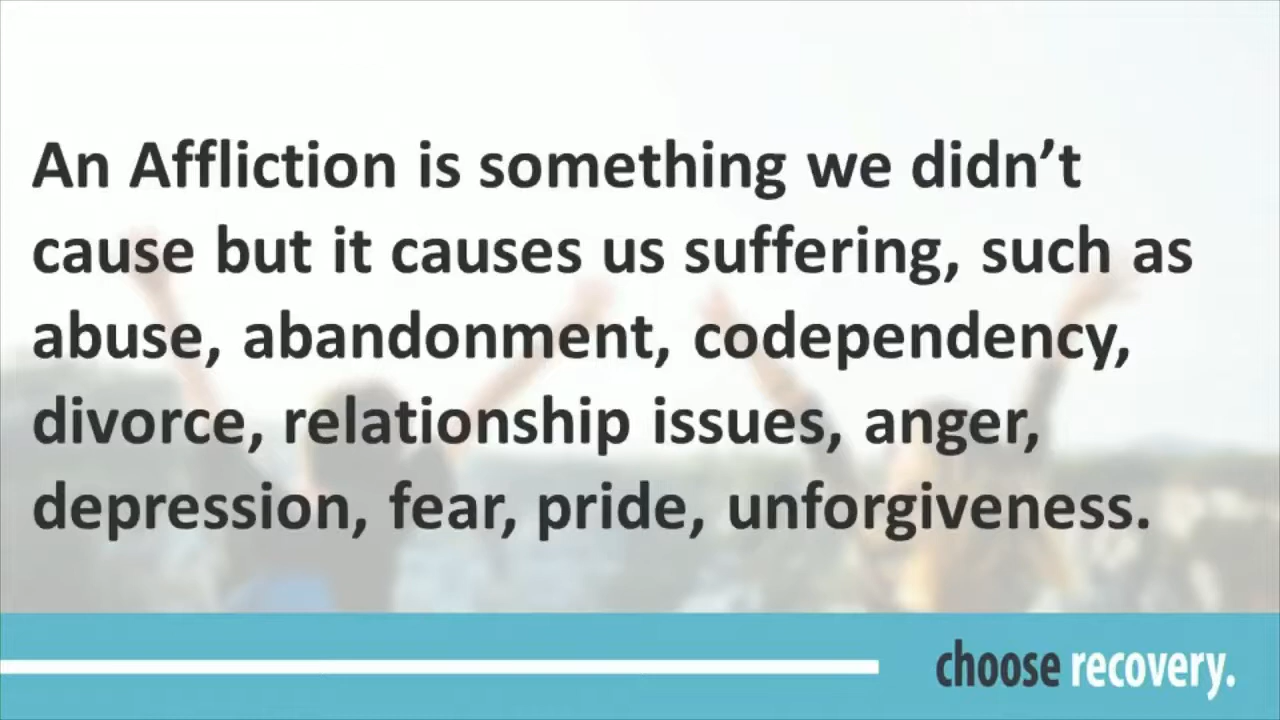 An Affliction is something we didn’t
cause but it causes us suffering, such as
abuse, abandonment, codependency,
divorce, relationship issues, anger,
depression, fear, pride, unforgiveness.
choose recovery.